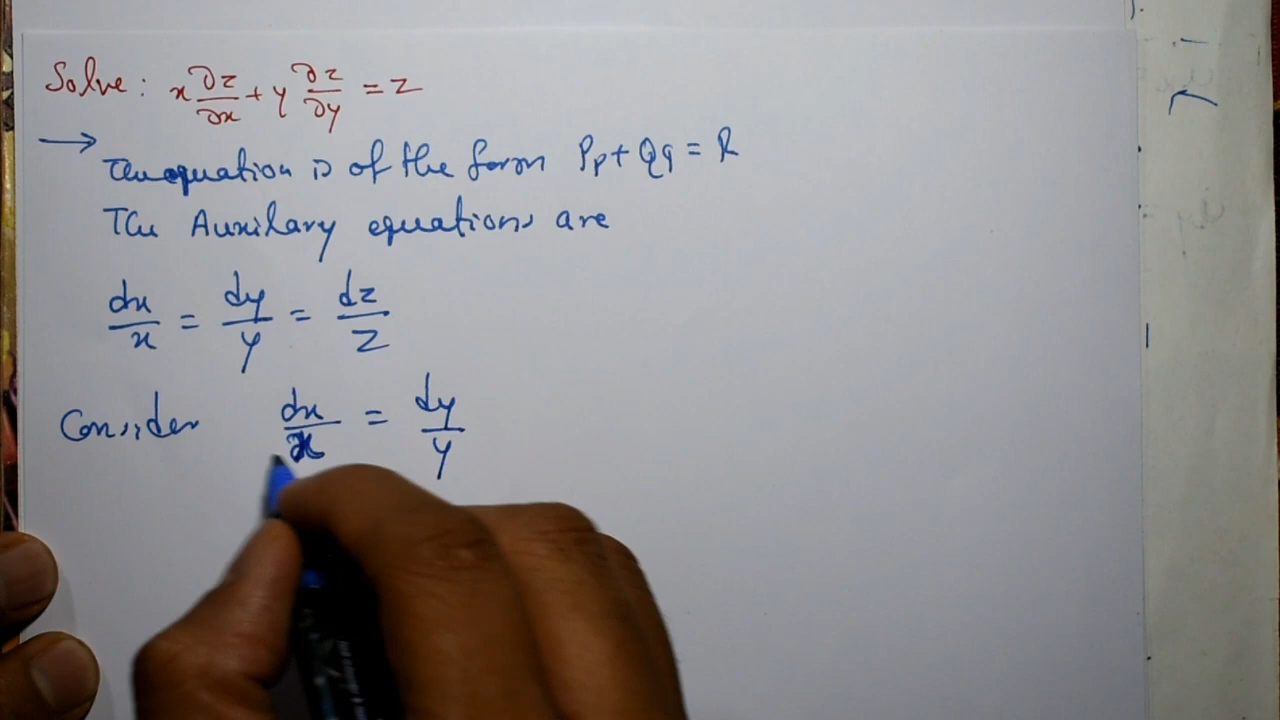 Solve: x ∂z/∂x + y ∂z/∂y = z
→ The equation is of the form Pp + Qq = R
The Auxilary equations are
dx/x = dy/y = dz/z
Consider dx/x = dy/y